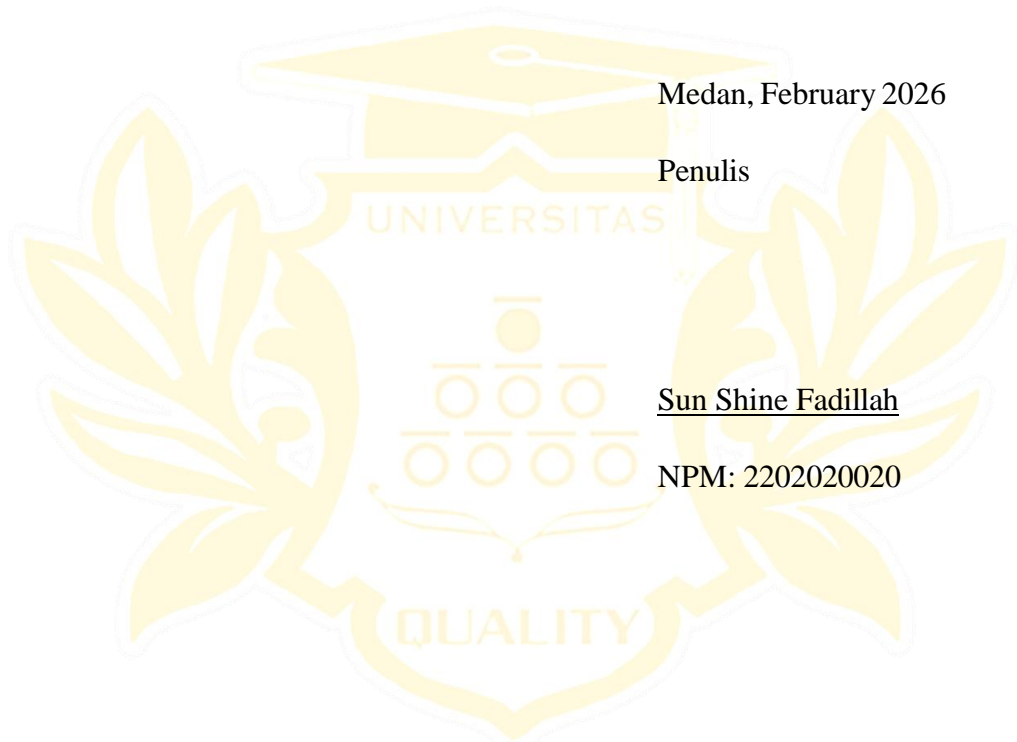 Medan, February 2026
Penulis
UNIVERSITAS
Sun Shine Fadillah
NPM: 2202020020
QUALITY